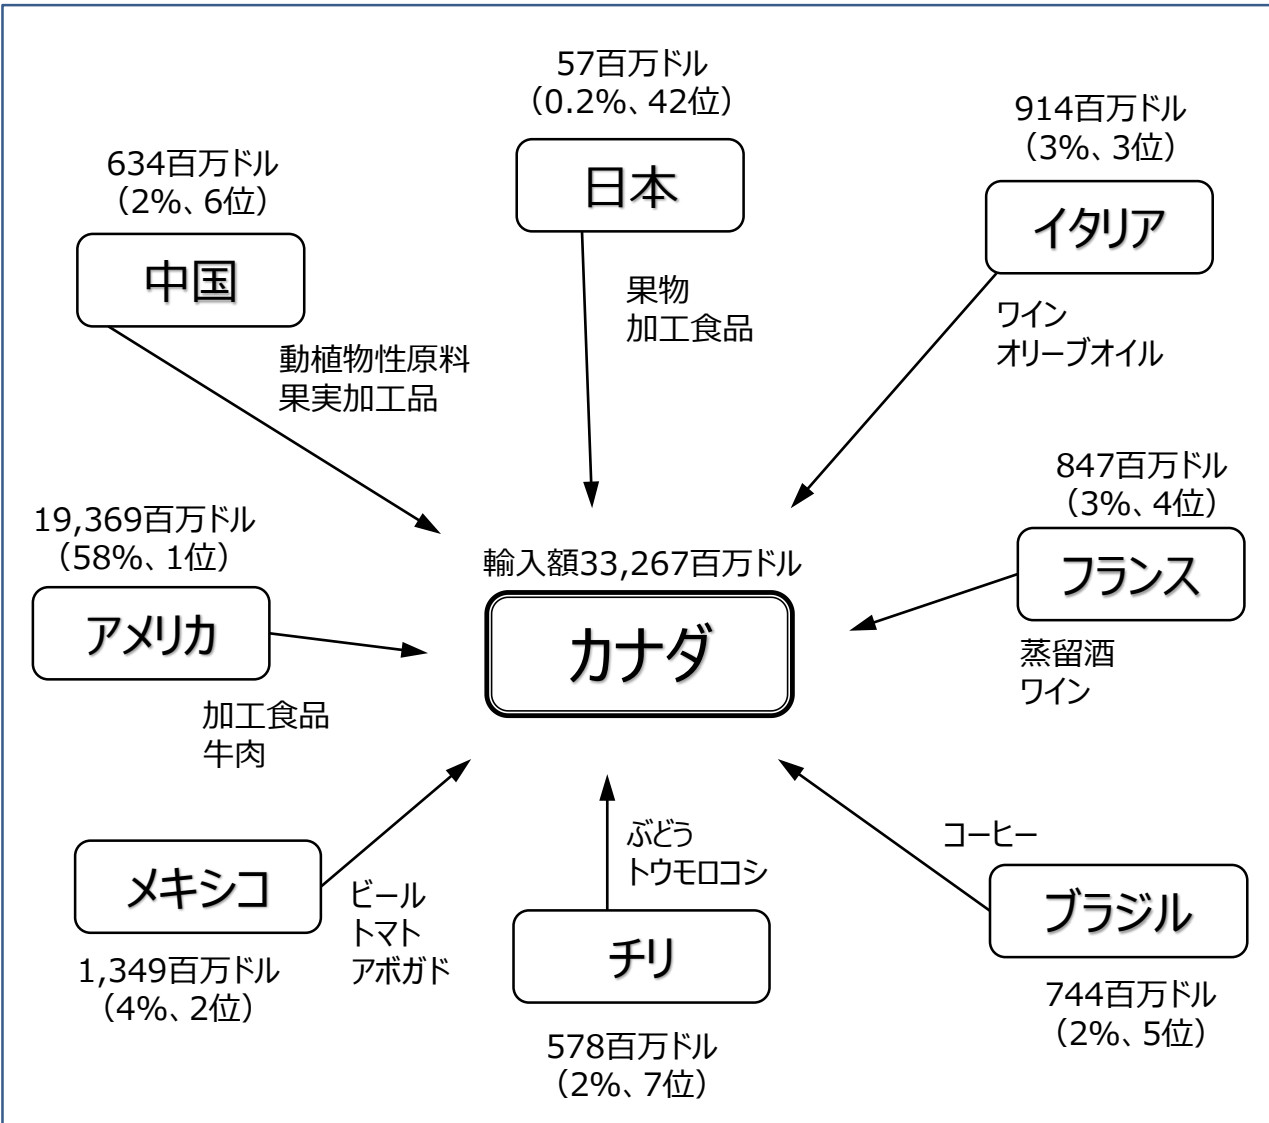 57百万ドル
（0.2%、42位）
日本
果物
加工食品
914百万ドル
（3%、3位）
イタリア
ワイン
オリーブオイル
634百万ドル
（2%、6位）
中国
動植物性原料
果実加工品
847百万ドル
（3%、4位）
フランス
蒸留酒
ワイン
19,369百万ドル
（58%、1位）
アメリカ
加工食品
牛肉
輸入額33,267百万ドル
カナダ
メキシコ
1,349百万ドル
（4%、2位）
ビール
トマト
アボガド
ぶどう
トウモロコシ
チリ
578百万ドル
（2%、7位）
コーヒー
ブラジル
744百万ドル
（2%、5位）